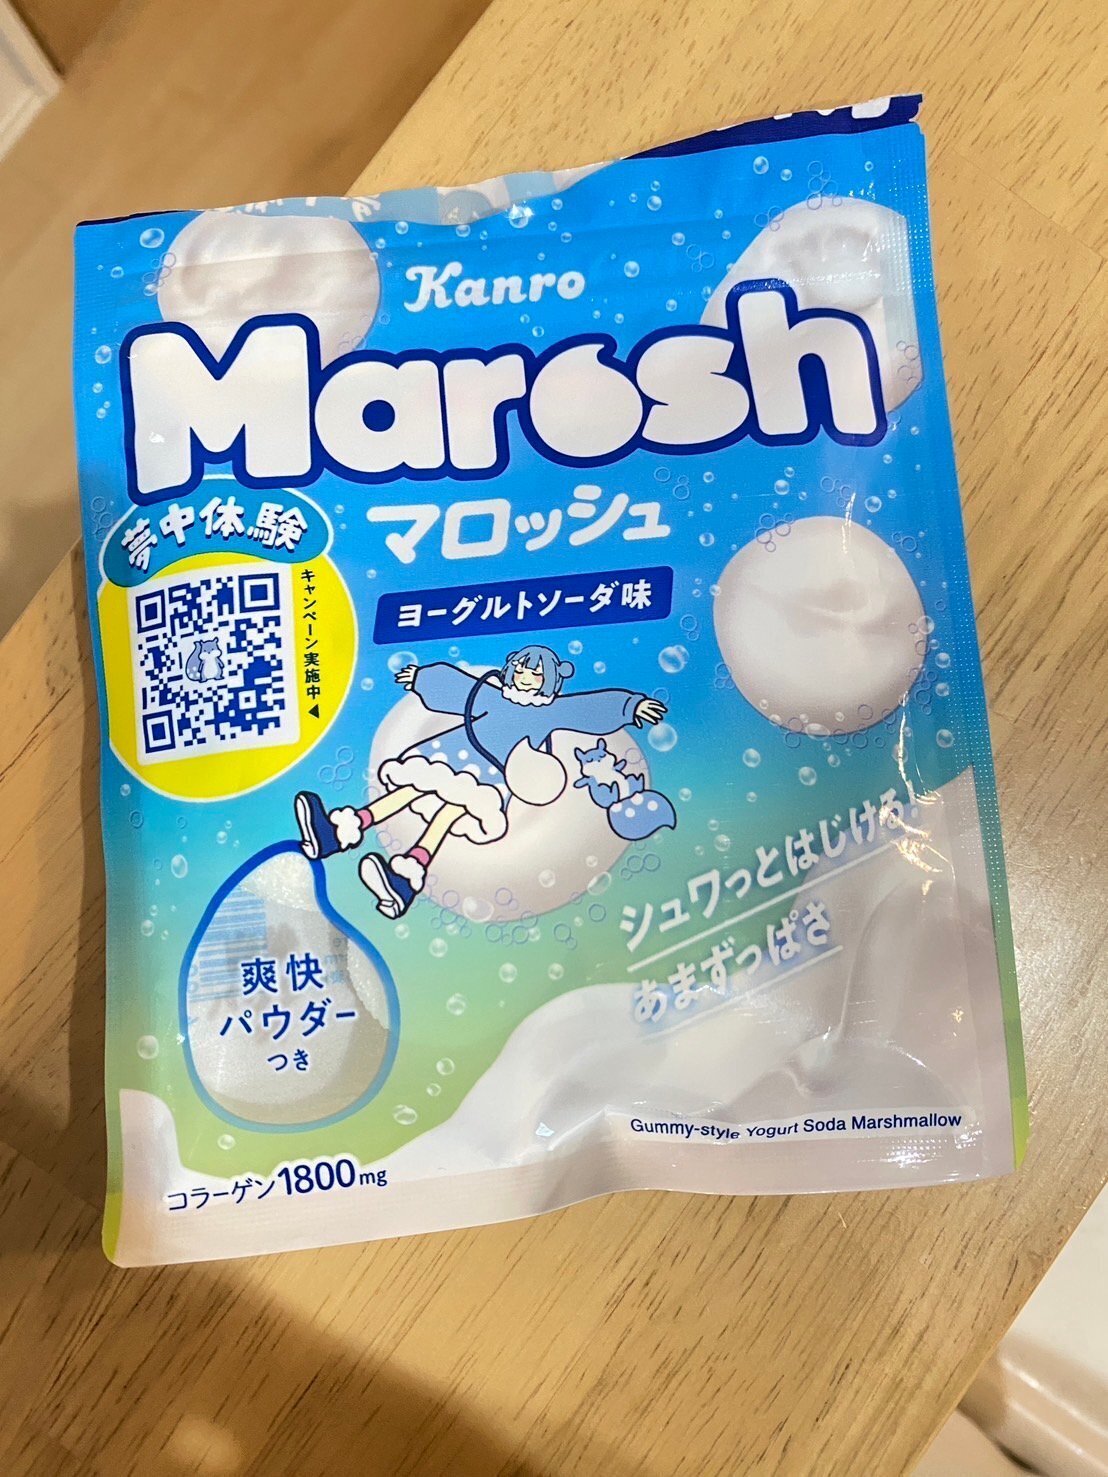 Kanro
Marosh
マロッシュ
ヨーグルトソーダ味
夢中体験
キャンペーン実施中
シュワっとはじける!
あまずっぱさ
爽快
パウダー
つき
Gummy-style Yogurt Soda Marshmallow
コラーゲン1800mg